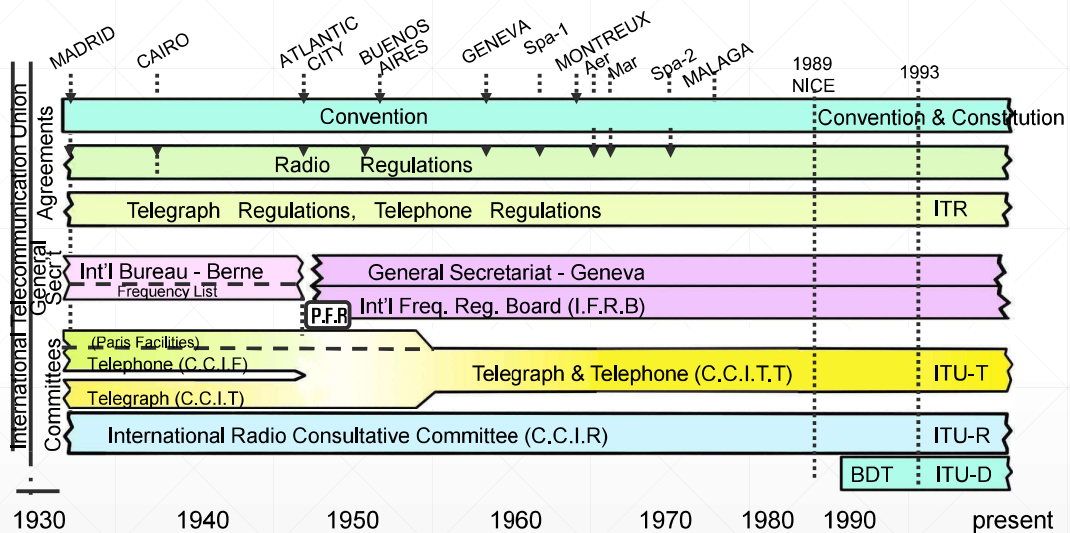 MADRID
CAIRO
ATLANTIC
CITY
BUENOS
AIRES
GENEVA
Spa-1
MONTREUX
Aer
Mar
Spa-2
MALAGA
1989
NICE
1993
International Telecommunication Union
Agreements
Convention
Convention & Constitution
Radio Regulations
Telegraph Regulations, Telephone Regulations
ITR
General
Secr't
Int'l Bureau - Berne
Frequency List
General Secretariat - Geneva
P.F.R
Int'l Freq. Reg. Board (I.F.R.B)
Committees
(Paris Facilities)
Telephone (C.C.I.F)
Telegraph (C.C.I.T)
Telegraph & Telephone (C.C.I.T.T)
ITU-T
International Radio Consultative Committee (C.C.I.R)
ITU-R
BDT
ITU-D
1930 1940 1950 1960 1970 1980 1990 present